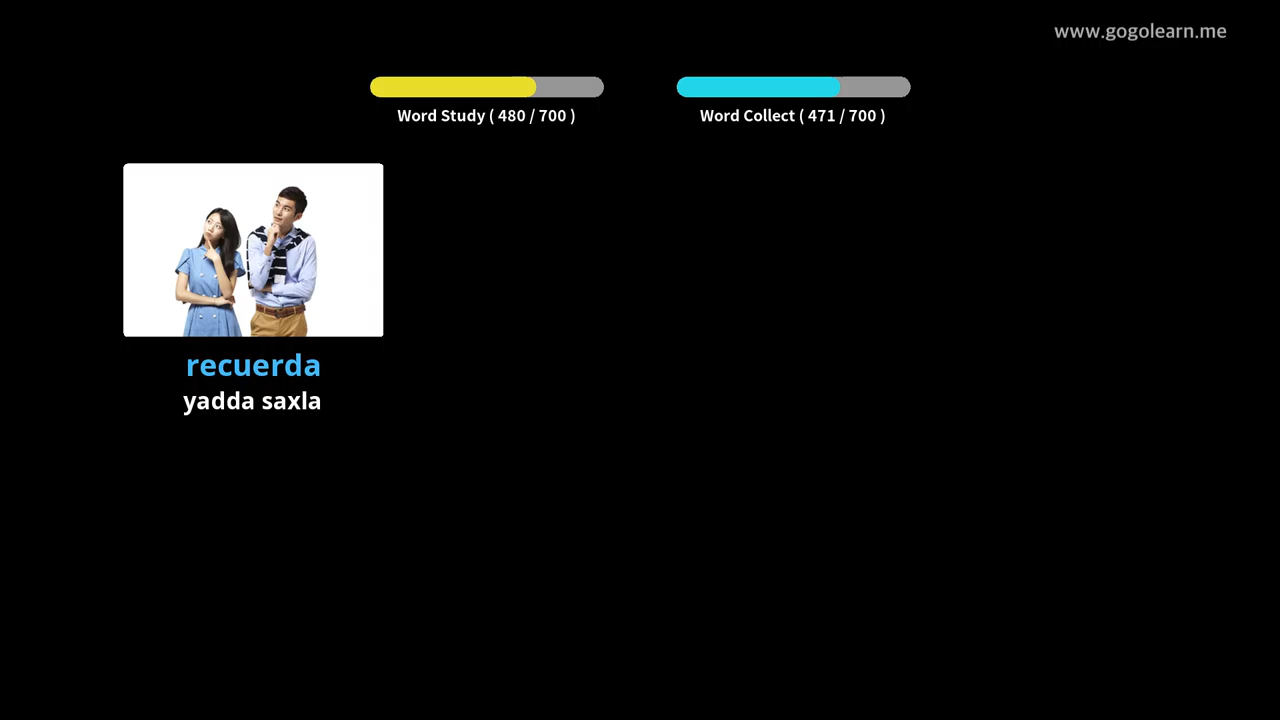 www.gogolearn.me
Word Study ( 480 / 700 )
Word Collect ( 471 / 700 )
recuerda
yadda saxla